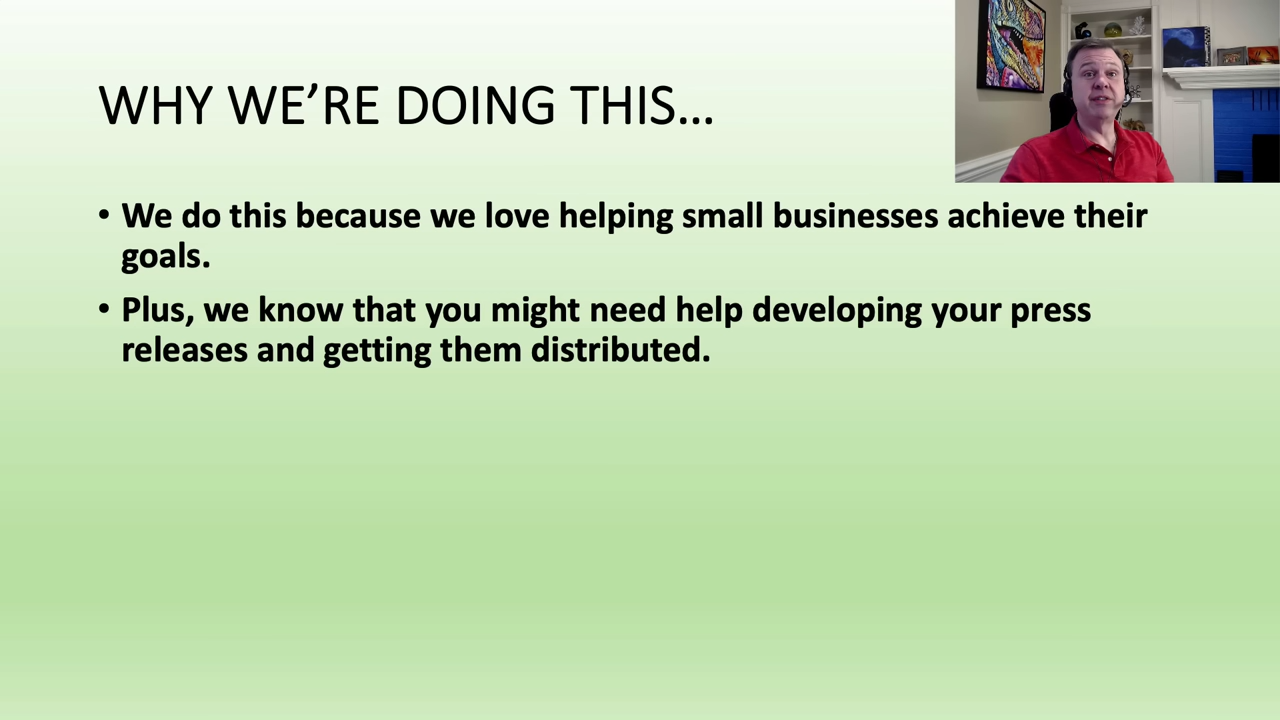 WHY WE’RE DOING THIS…
• We do this because we love helping small businesses achieve their
goals.
• Plus, we know that you might need help developing your press
releases and getting them distributed.